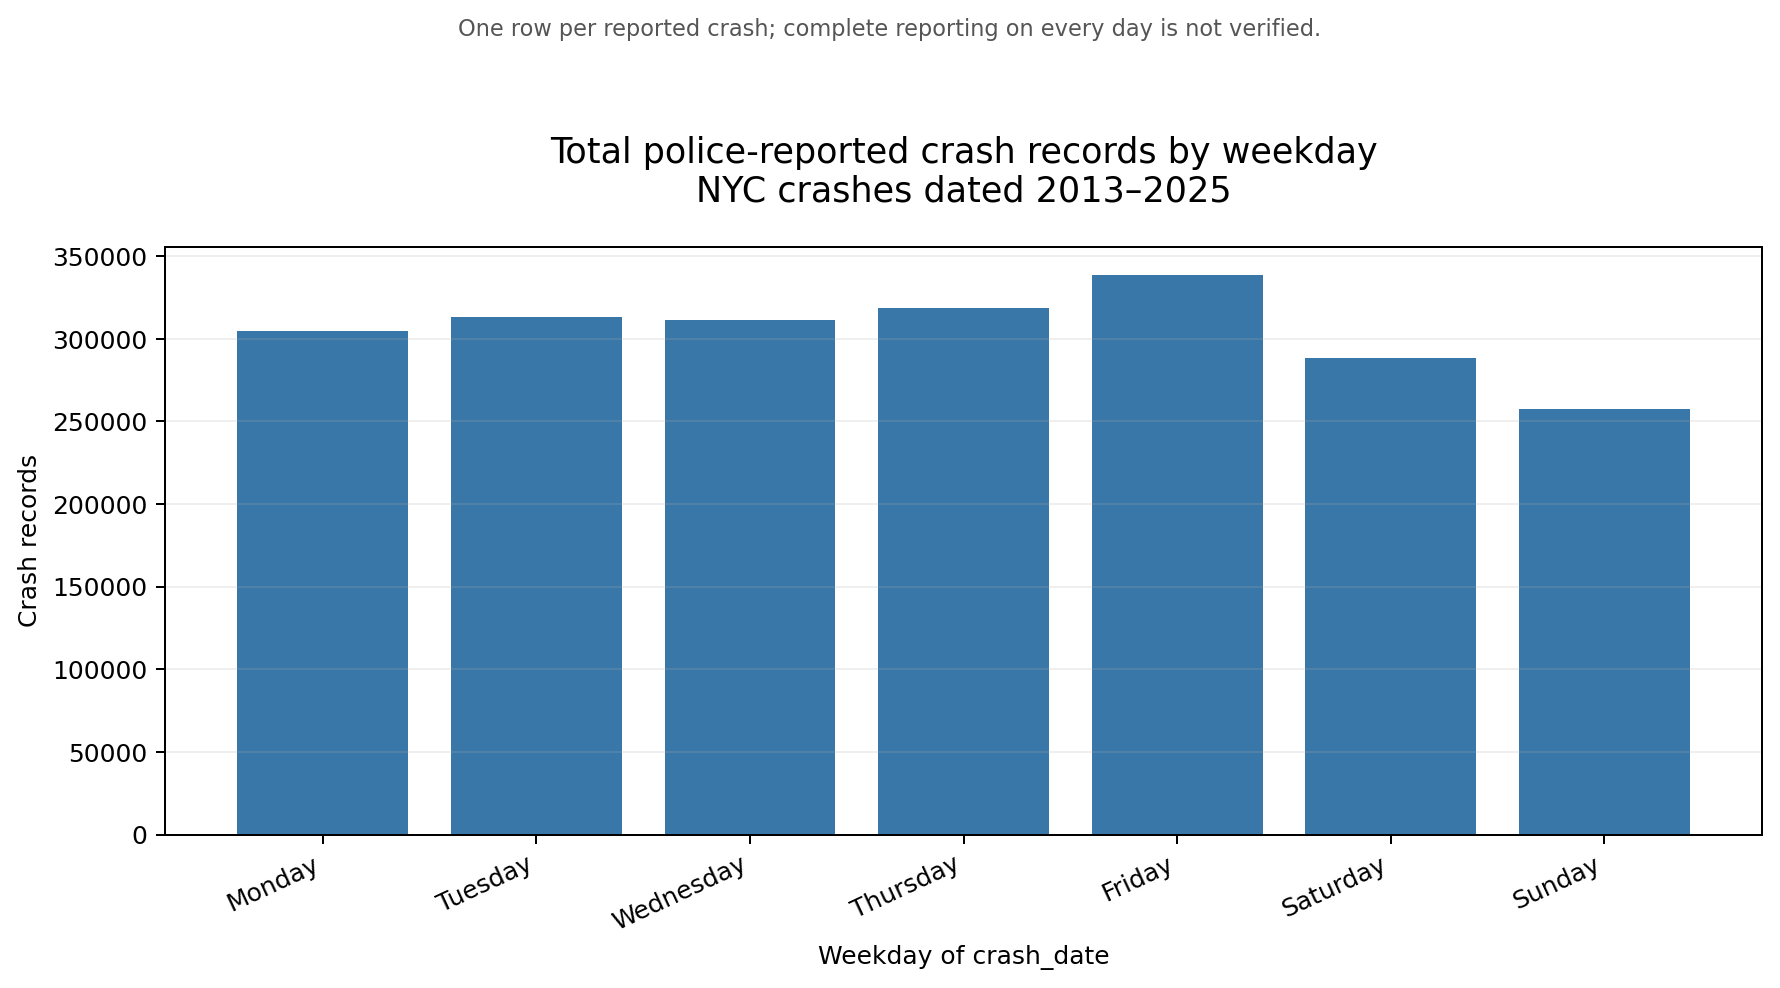 One row per reported crash; complete reporting on every day is not verified.
Total police-reported crash records by weekday
NYC crashes dated 2013–2025
350000
300000
250000
200000
150000
100000
50000
0
Crash records
Monday
Tuesday
Wednesday
Thursday
Friday
Saturday
Sunday
Weekday of crash_date